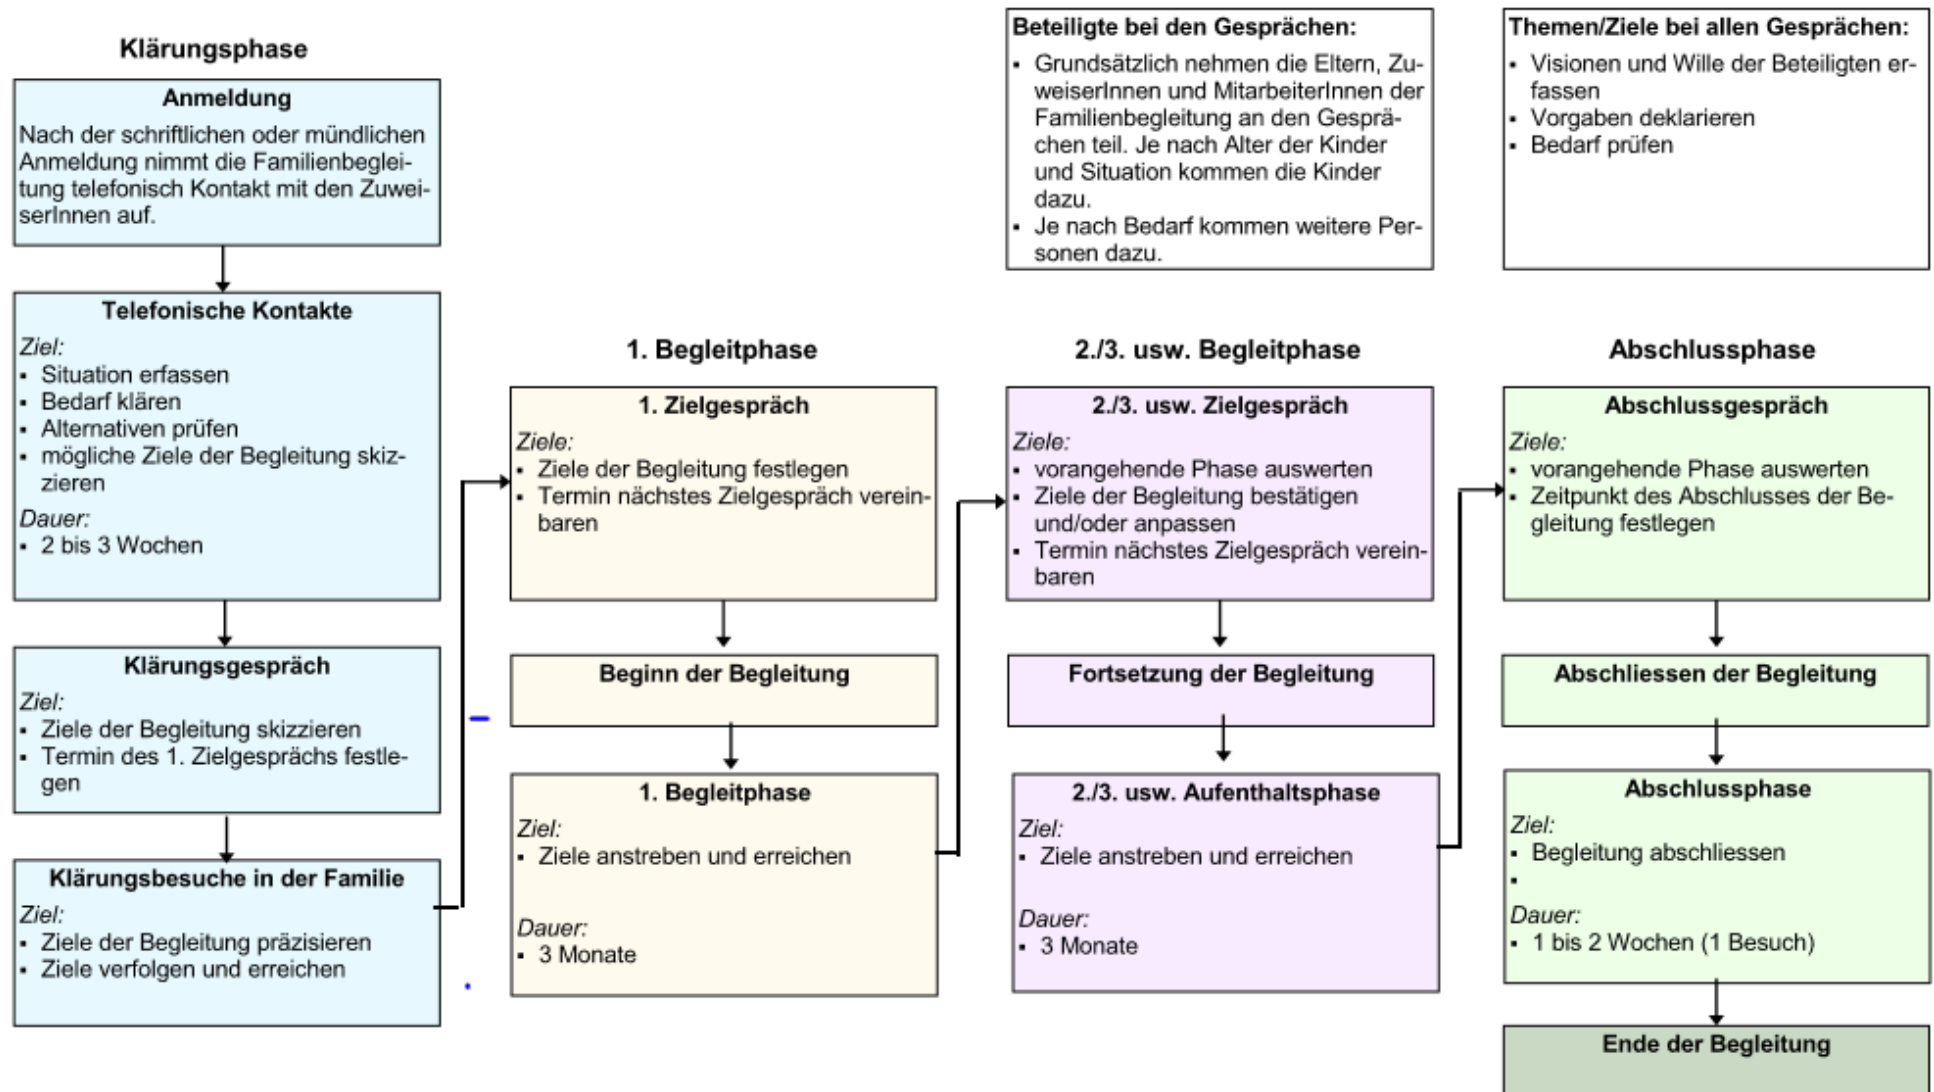 Klärungsphase
Anmeldung
Nach der schriftlichen oder mündlichen
Anmeldung nimmt die Familienbeglei-
tung telefonisch Kontakt mit den Zuwei-
serInnen auf.
Telefonische Kontakte
Ziel:
▪ Situation erfassen
▪ Bedarf klären
▪ Alternativen prüfen
▪ mögliche Ziele der Begleitung skiz-
zieren
Dauer:
▪ 2 bis 3 Wochen
Klärungsgespräch
Ziel:
▪ Ziele der Begleitung skizzieren
▪ Termin des 1. Zielgesprächs festle-
gen
Klärungsbesuche in der Familie
Ziel:
▪ Ziele der Begleitung präzisieren
▪ Ziele verfolgen und erreichen
Beteiligte bei den Gesprächen:
▪ Grundsätzlich nehmen die Eltern, Zu-
weiserInnen und MitarbeiterInnen der
Familienbegleitung an den Gesprä-
chen teil. Je nach Alter der Kinder
und Situation kommen die Kinder
dazu.
▪ Je nach Bedarf kommen weitere Per-
sonen dazu.
Themen/Ziele bei allen Gesprächen:
▪ Visionen und Wille der Beteiligten er-
fassen
▪ Vorgaben deklarieren
▪ Bedarf prüfen
1. Begleitphase
1. Zielgespräch
Ziele:
▪ Ziele der Begleitung festlegen
▪ Termin nächstes Zielgespräch verein-
baren
Beginn der Begleitung
1. Begleitphase
Ziel:
▪ Ziele anstreben und erreichen
Dauer:
▪ 3 Monate
2./3. usw. Begleitphase
2./3. usw. Zielgespräch
Ziele:
▪ vorangehende Phase auswerten
▪ Ziele der Begleitung bestätigen
und/oder anpassen
▪ Termin nächstes Zielgespräch verein-
baren
Fortsetzung der Begleitung
2./3. usw. Aufenthaltsphase
Ziel:
▪ Ziele anstreben und erreichen
Dauer:
▪ 3 Monate
Abschlussphase
Abschlussgespräch
Ziele:
▪ vorangehende Phase auswerten
▪ Zeitpunkt des Abschlusses der Be-
gleitung festlegen
Abschliessen der Begleitung
Abschlussphase
Ziel:
▪ Begleitung abschliessen
▪
Dauer:
▪ 1 bis 2 Wochen (1 Besuch)
Ende der Begleitung